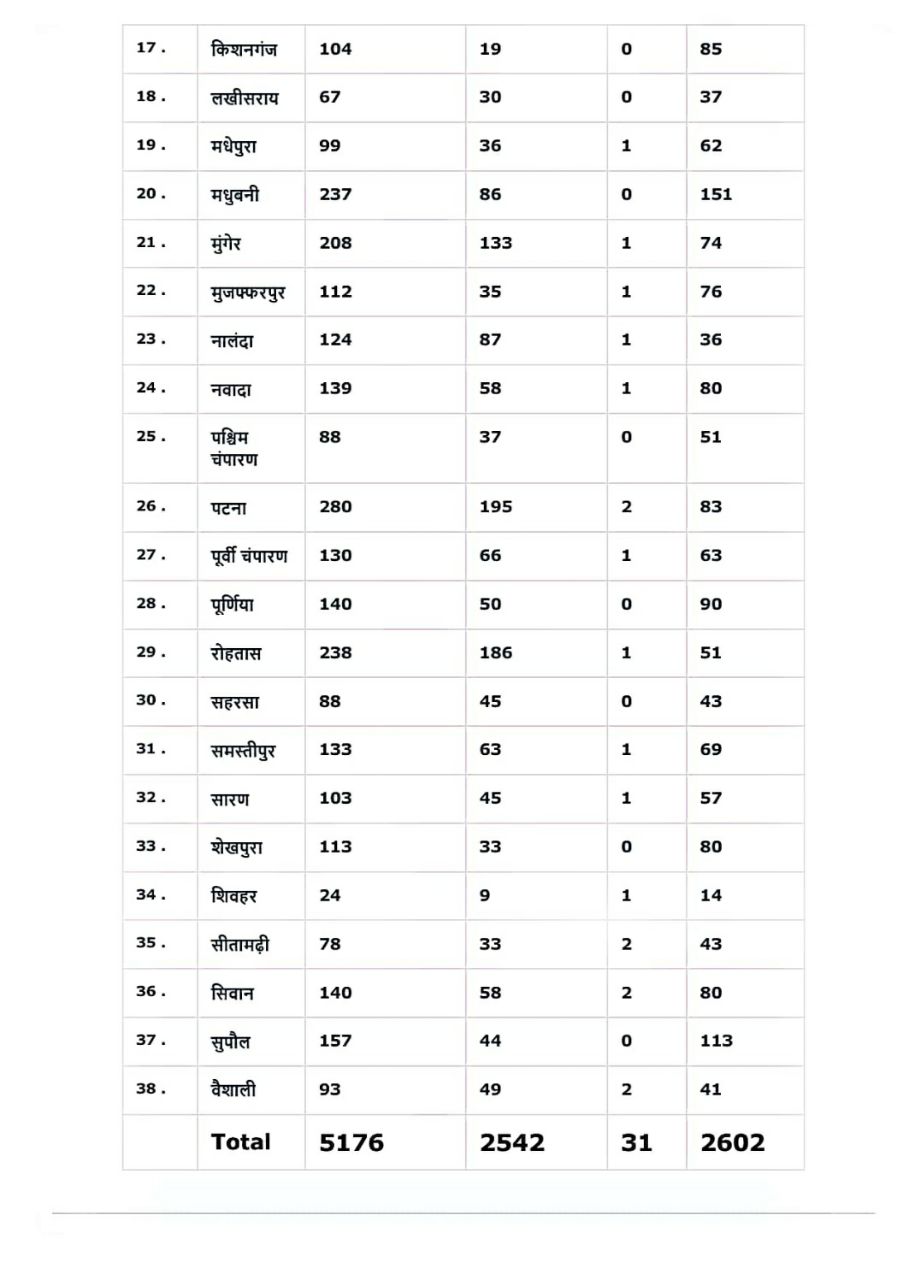 17. किशनगंज 104 19 0 85
18. लखीसराय 67 30 0 37
19. मधेपुरा 99 36 1 62
20. मधुबनी 237 86 0 151
21. मुंगेर 208 133 1 74
22. मुजफ्फरपुर 112 35 1 76
23. नालंदा 124 87 1 36
24. नवादा 139 58 1 80
25. पश्चिम 88 37 0 51
चंपारण
26. पटना 280 195 2 83
27. पूर्वी चंपारण 130 66 1 63
28. पूर्णिया 140 50 0 90
29. रोहतास 238 186 1 51
30. सहरसा 88 45 0 43
31. समस्तीपुर 133 63 1 69
32. सारण 103 45 1 57
33. शेखपुरा 113 33 0 80
34. शिवहर 24 9 1 14
35. सीतामढ़ी 78 33 2 43
36. सिवान 140 58 2 80
37. सुपौल 157 44 0 113
38. वैशाली 93 49 2 41
Total 5176 2542 31 2602